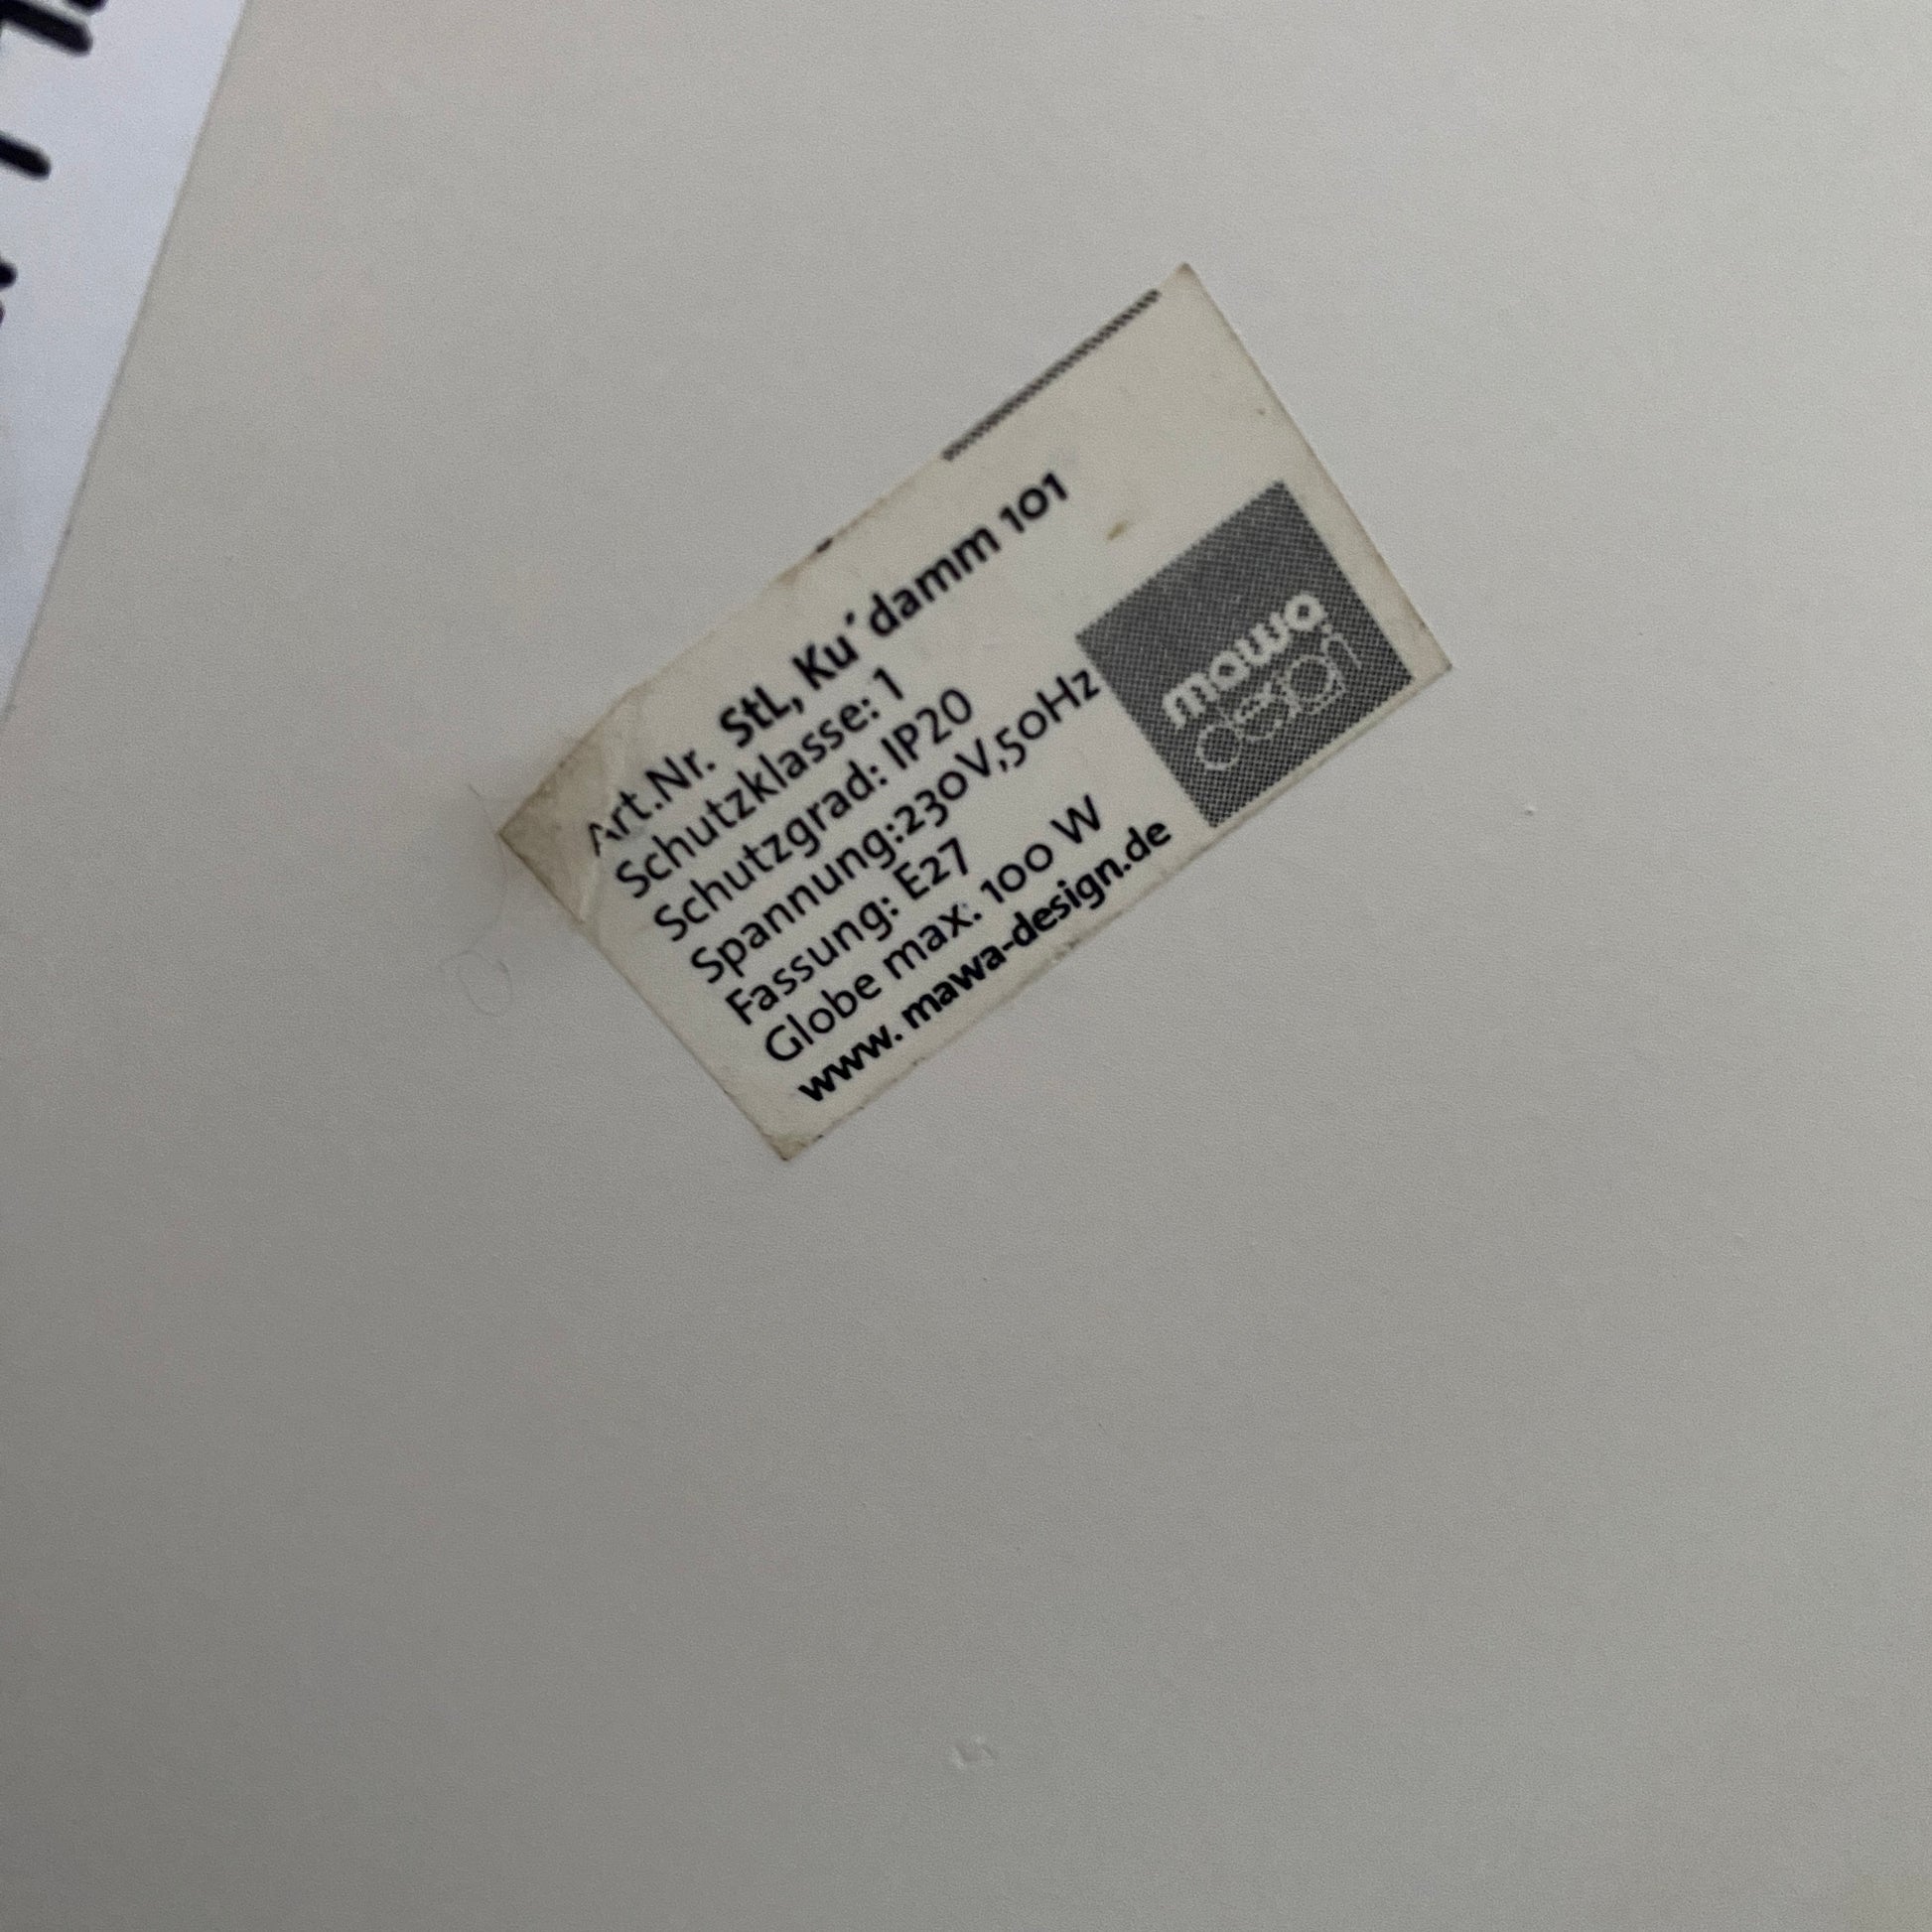 Art.Nr. StL, Ku´damm 101
Schutzklasse: 1
Schutzgrad: IP20
Spannung:230V,50Hz
Fassung: E27
Globe max. 100 W
www. mawa-design.de
mawa
design